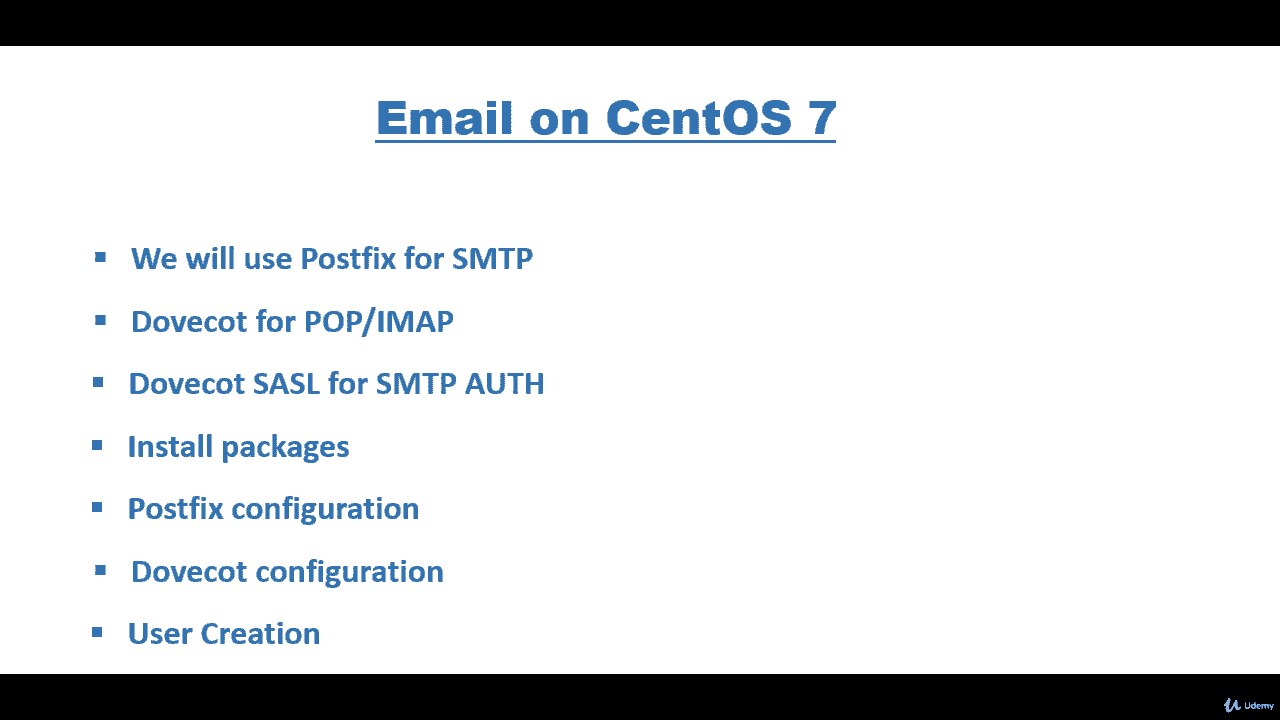 Email on CentOS 7
▪ We will use Postfix for SMTP
▪ Dovecot for POP/IMAP
▪ Dovecot SASL for SMTP AUTH
▪ Install packages
▪ Postfix configuration
▪ Dovecot configuration
▪ User Creation
Udemy